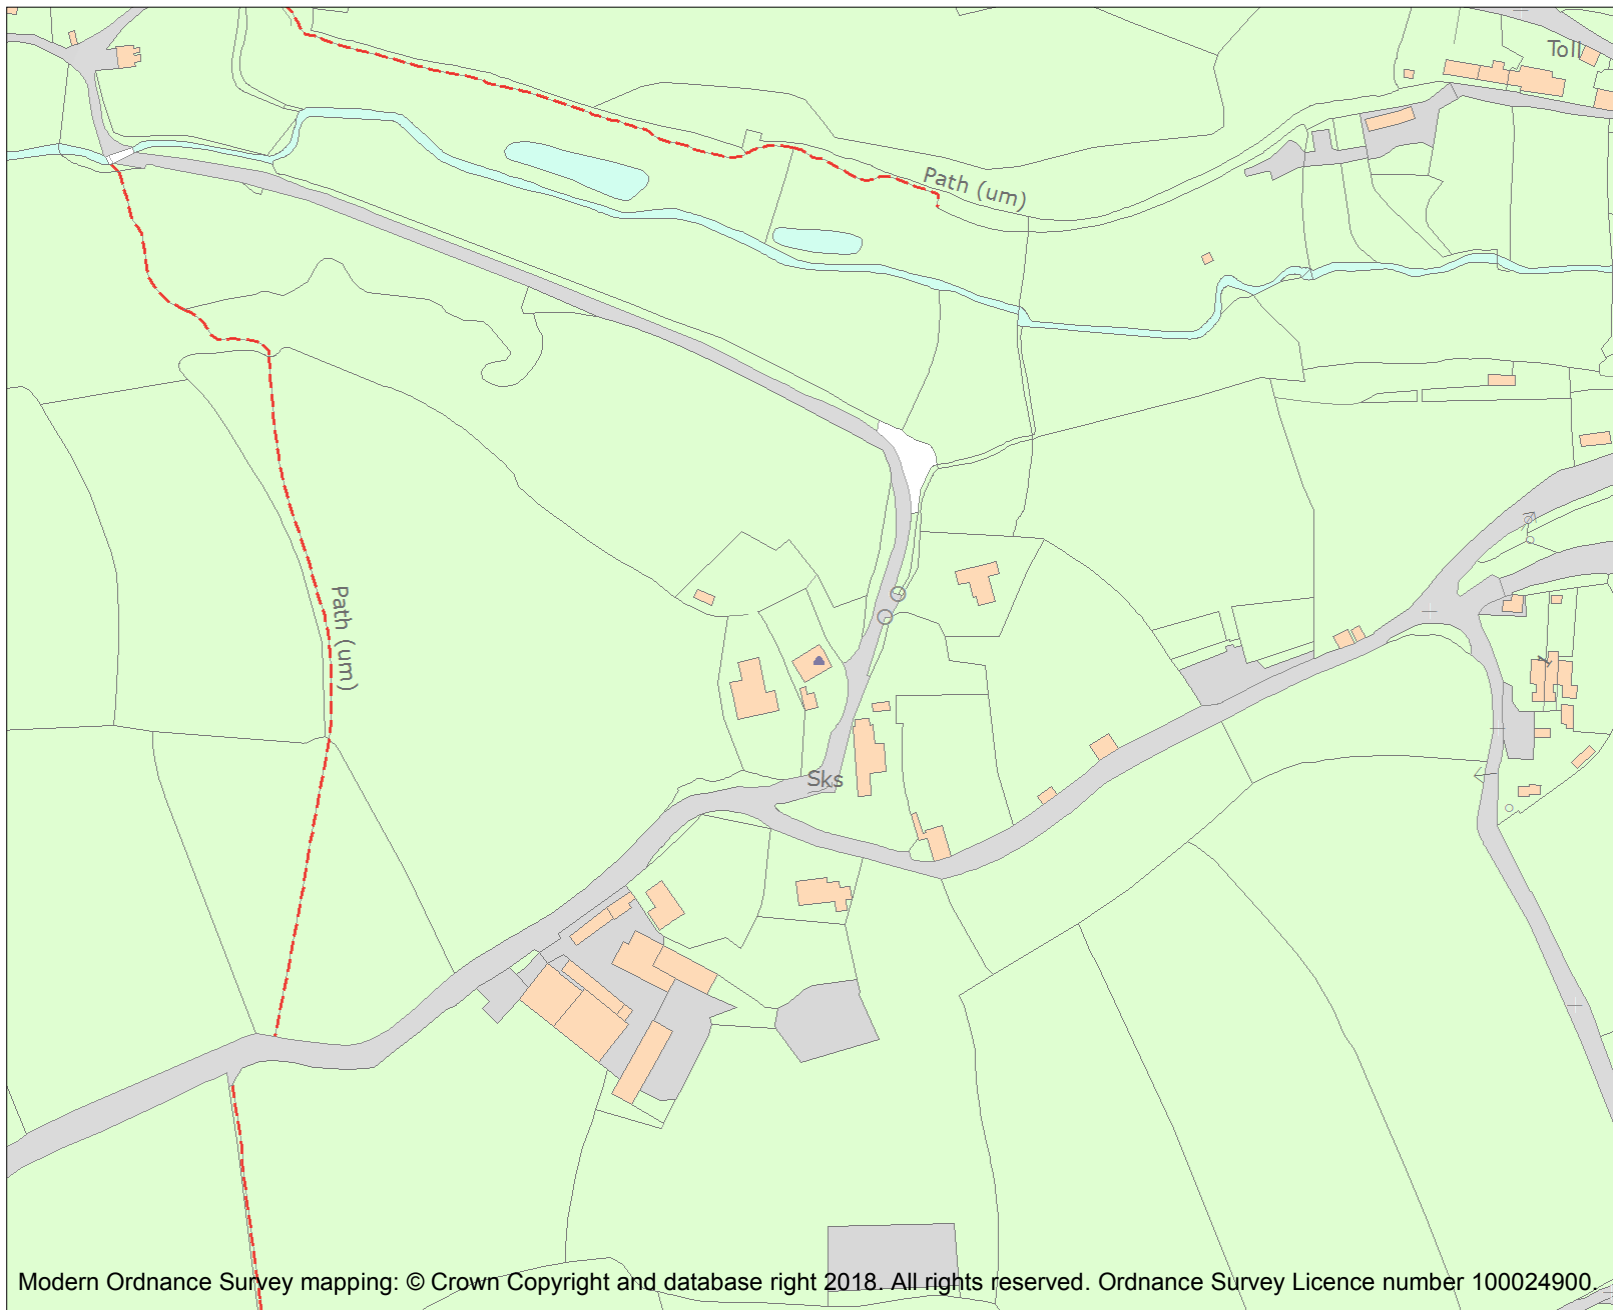 Toll
Path (um)
Path (um)
Sks
Modern Ordnance Survey mapping: © Crown Copyright and database right 2018. All rights reserved. Ordnance Survey Licence number 100024900.